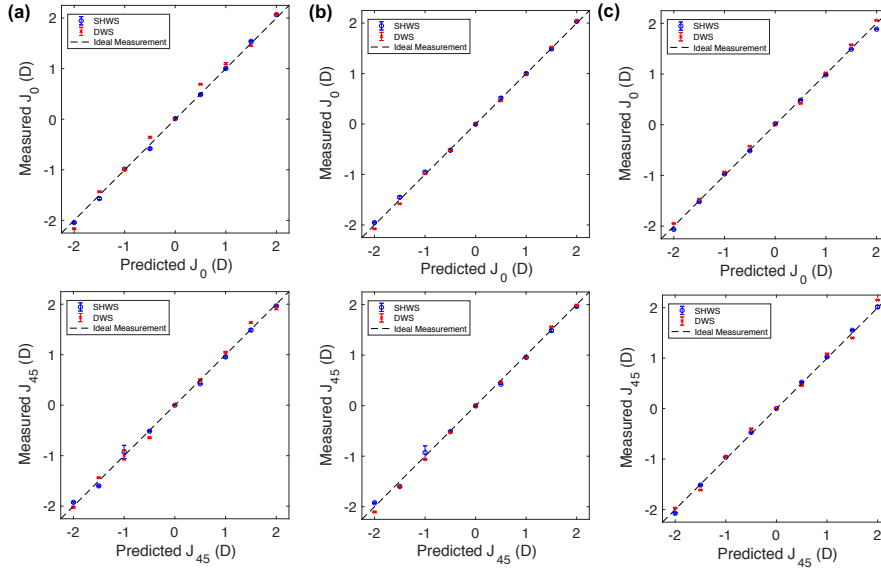 (a)
SHWS
DWS
Ideal Measurement
2
1
0
-1
-2
Measured J0 (D)
-2 -1 0 1 2
Predicted J0 (D)
(b)
SHWS
DWS
Ideal Measurement
2
1
0
-1
-2
Measured J0 (D)
-2 -1 0 1 2
Predicted J0 (D)
(c)
SHWS
DWS
Ideal Measurement
2
1
0
-1
-2
Measured J0 (D)
-2 -1 0 1 2
Predicted J0 (D)
SHWS
DWS
Ideal Measurement
2
1
0
-1
-2
Measured J45 (D)
-2 -1 0 1 2
Predicted J45 (D)
SHWS
DWS
Ideal Measurement
2
1
0
-1
-2
Measured J45 (D)
-2 -1 0 1 2
Predicted J45 (D)
SHWS
DWS
Ideal Measurement
2
1
0
-1
-2
Measured J45 (D)
-2 -1 0 1 2
Predicted J45 (D)